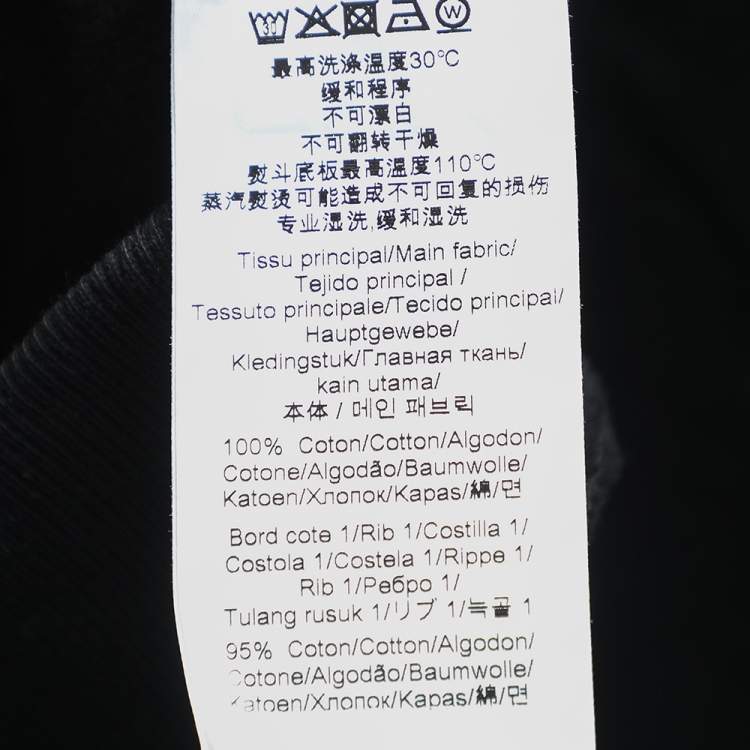 30 W
最高洗涤温度30°C
缓和程序
不可漂白
不可翻转干燥
熨斗底板最高温度110°C
蒸汽熨烫可能造成不可回复的损伤
专业湿洗,缓和湿洗
Tissu principal/Main fabric/
Tejido principal /
Tessuto principale/Tecido principal/
Hauptgewebe/
Kledingstuk/Главная ткань/
kain utama/
本体 / 메인 패브릭
100% Coton/Cotton/Algodon/
Cotone/Algodão/Baumwolle/
Katoen/Хлопок/Kapas/綿/면
Bord cote 1/Rib 1/Costilla 1/
Costola 1/Costela 1/Rippe 1/
Rib 1/Ребро 1/
Tulang rusuk 1/リブ 1/늑골 1
95% Coton/Cotton/Algodon/
Cotone/Algodão/Baumwolle/
Katoen/Хлопок/Kapas/綿/면